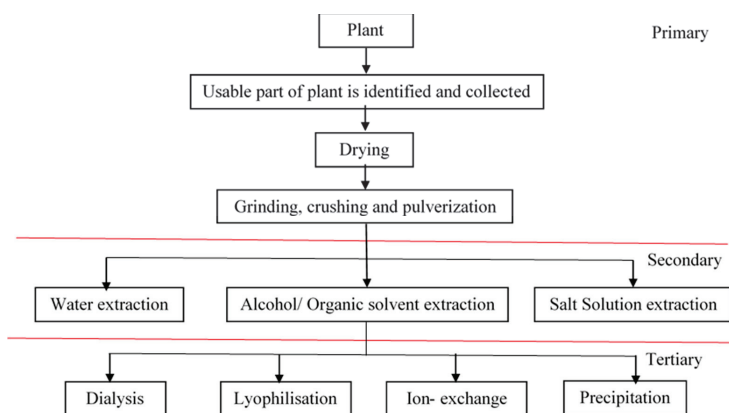 Plant
Primary
Usable part of plant is identified and collected
Drying
Grinding, crushing and pulverization
Secondary
Water extraction
Alcohol/ Organic solvent extraction
Salt Solution extraction
Tertiary
Dialysis
Lyophilisation
Ion- exchange
Precipitation